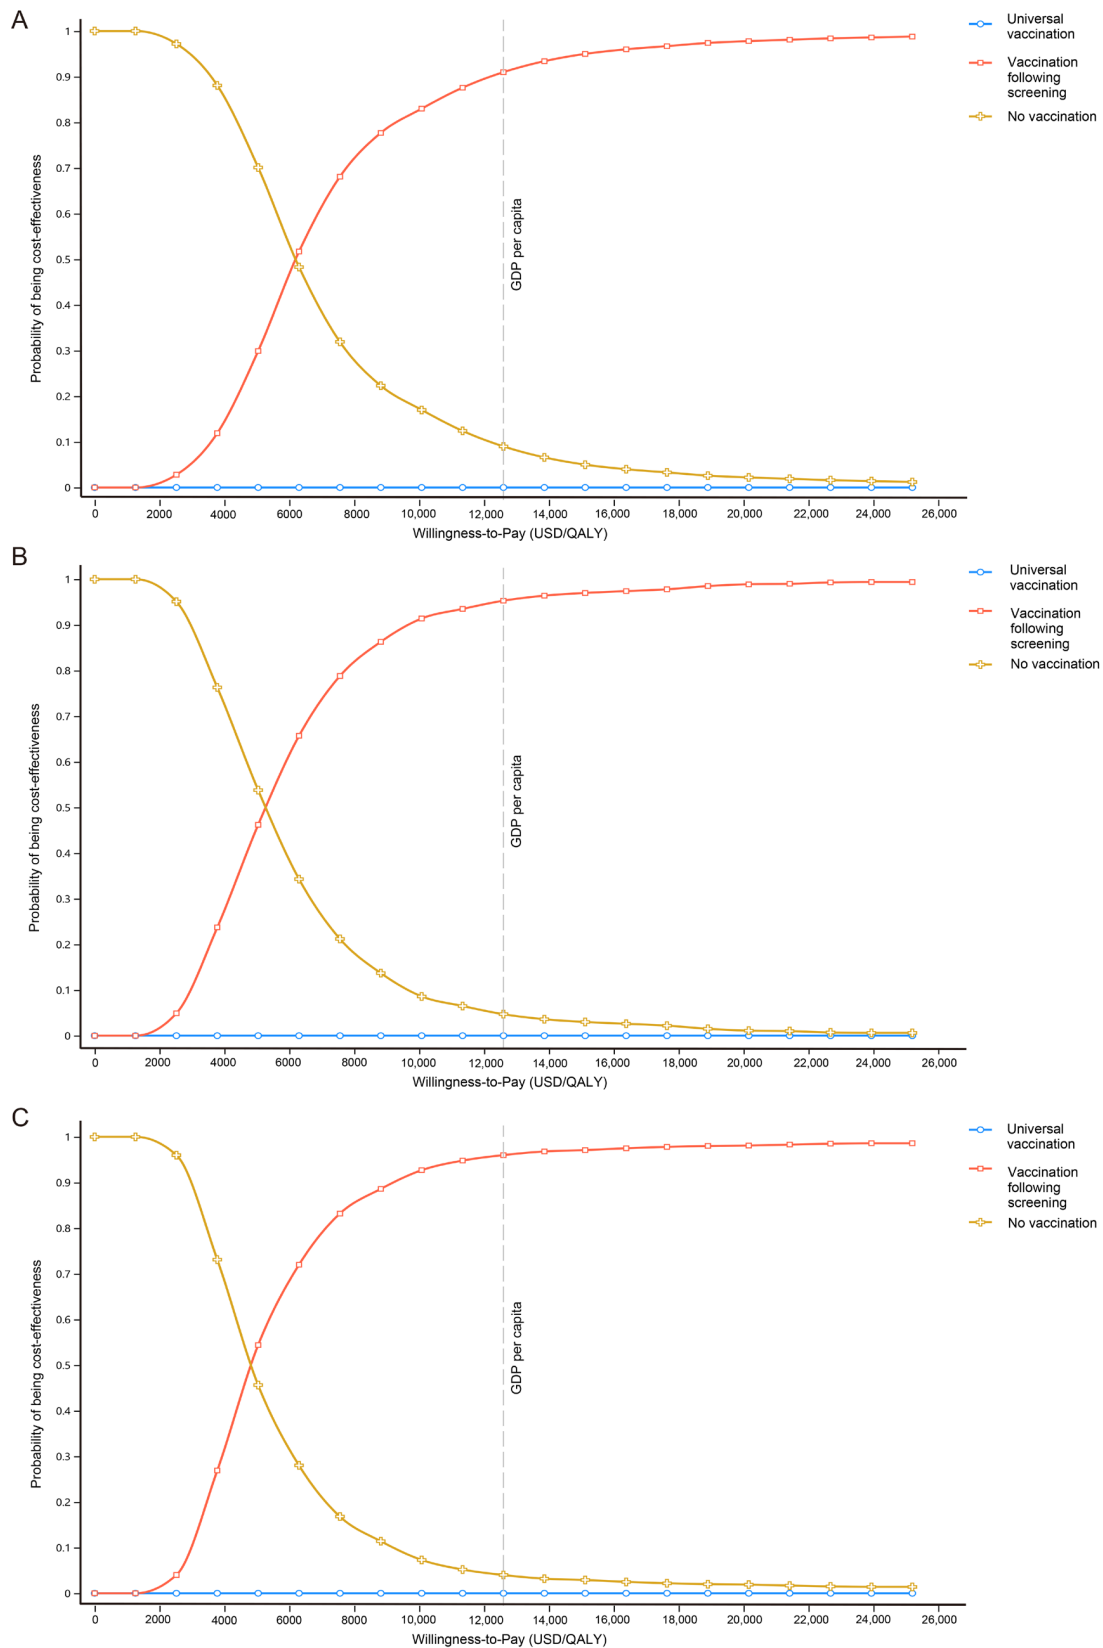 A
Universal
vaccination
Vaccination
following
screening
No vaccination
Probability of being cost-effectiveness
1
0.9
0.8
0.7
0.6
0.5
0.4
0.3
0.2
0.1
0
GDP per capita
0 2000 4000 6000 8000 10,000 12,000 14,000 16,000 18,000 20,000 22,000 24,000 26,000
Willingness-to-Pay (USD/QALY)
B
Universal
vaccination
Vaccination
following
screening
No vaccination
Probability of being cost-effectiveness
1
0.9
0.8
0.7
0.6
0.5
0.4
0.3
0.2
0.1
0
GDP per capita
0 2000 4000 6000 8000 10,000 12,000 14,000 16,000 18,000 20,000 22,000 24,000 26,000
Willingness-to-Pay (USD/QALY)
C
Universal
vaccination
Vaccination
following
screening
No vaccination
Probability of being cost-effectiveness
1
0.9
0.8
0.7
0.6
0.5
0.4
0.3
0.2
0.1
0
GDP per capita
0 2000 4000 6000 8000 10,000 12,000 14,000 16,000 18,000 20,000 22,000 24,000 26,000
Willingness-to-Pay (USD/QALY)